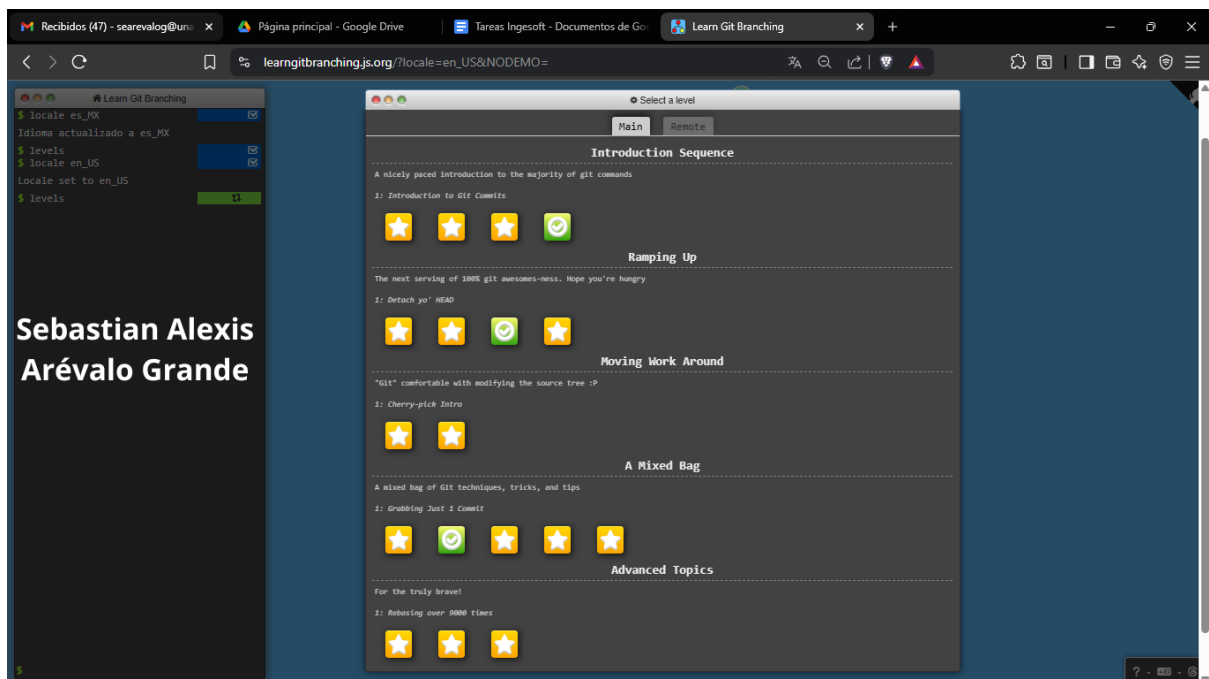 Recibidos (47) - searevalog@una
Página principal - Google Drive
Tareas Ingesoft - Documentos de Go
Learn Git Branching
learngitbranching.js.org/?locale=en_US&NODEMO=
Learn Git Branching
$ locale es_MX
Idioma actualizado a es_MX
$ levels
$ locale en_US
Locale set to en_US
$ levels
Sebastian Alexis
Arévalo Grande
$
Select a level
Main
Remote
Introduction Sequence
A nicely paced introduction to the majority of git commands
1: Introduction to Git Commits
Ramping Up
The next serving of 100% git awesomes-ness. Hope you're hungry
1: Detach yo' HEAD
Moving Work Around
"Git" comfortable with modifying the source tree :P
1: Cherry-pick Intro
A Mixed Bag
A mixed bag of Git techniques, tricks, and tips
1: Grabbing Just 1 Commit
Advanced Topics
For the truly brave!
1: Rebasing over 9000 times
?